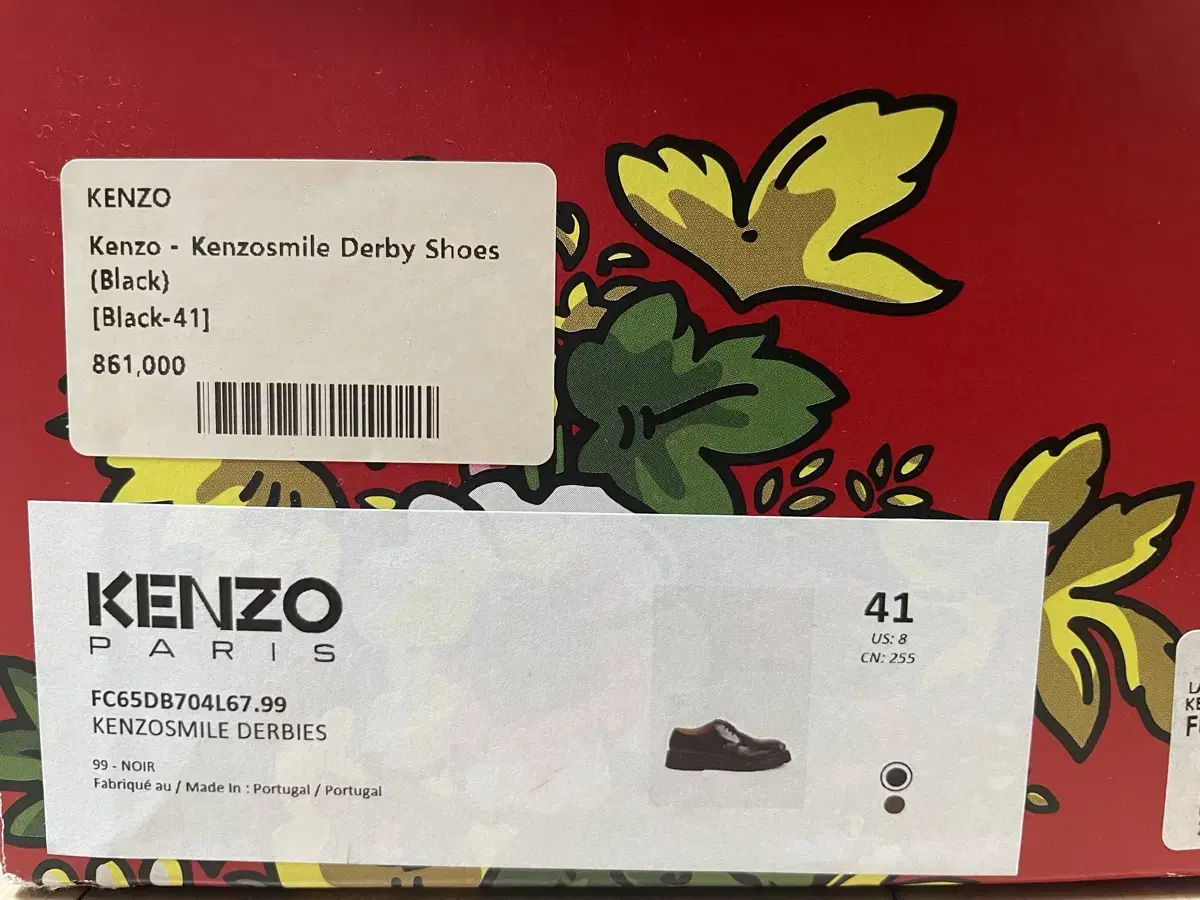 KENZO
Kenzo - Kenzosmile Derby Shoes
(Black)
[Black-41]
861,000
KENZO
PARIS
FC65DB704L67.99
KENZOSMILE DERBIES
99 - NOIR
Fabriqué au / Made In : Portugal / Portugal
41
US: 8
CN: 255